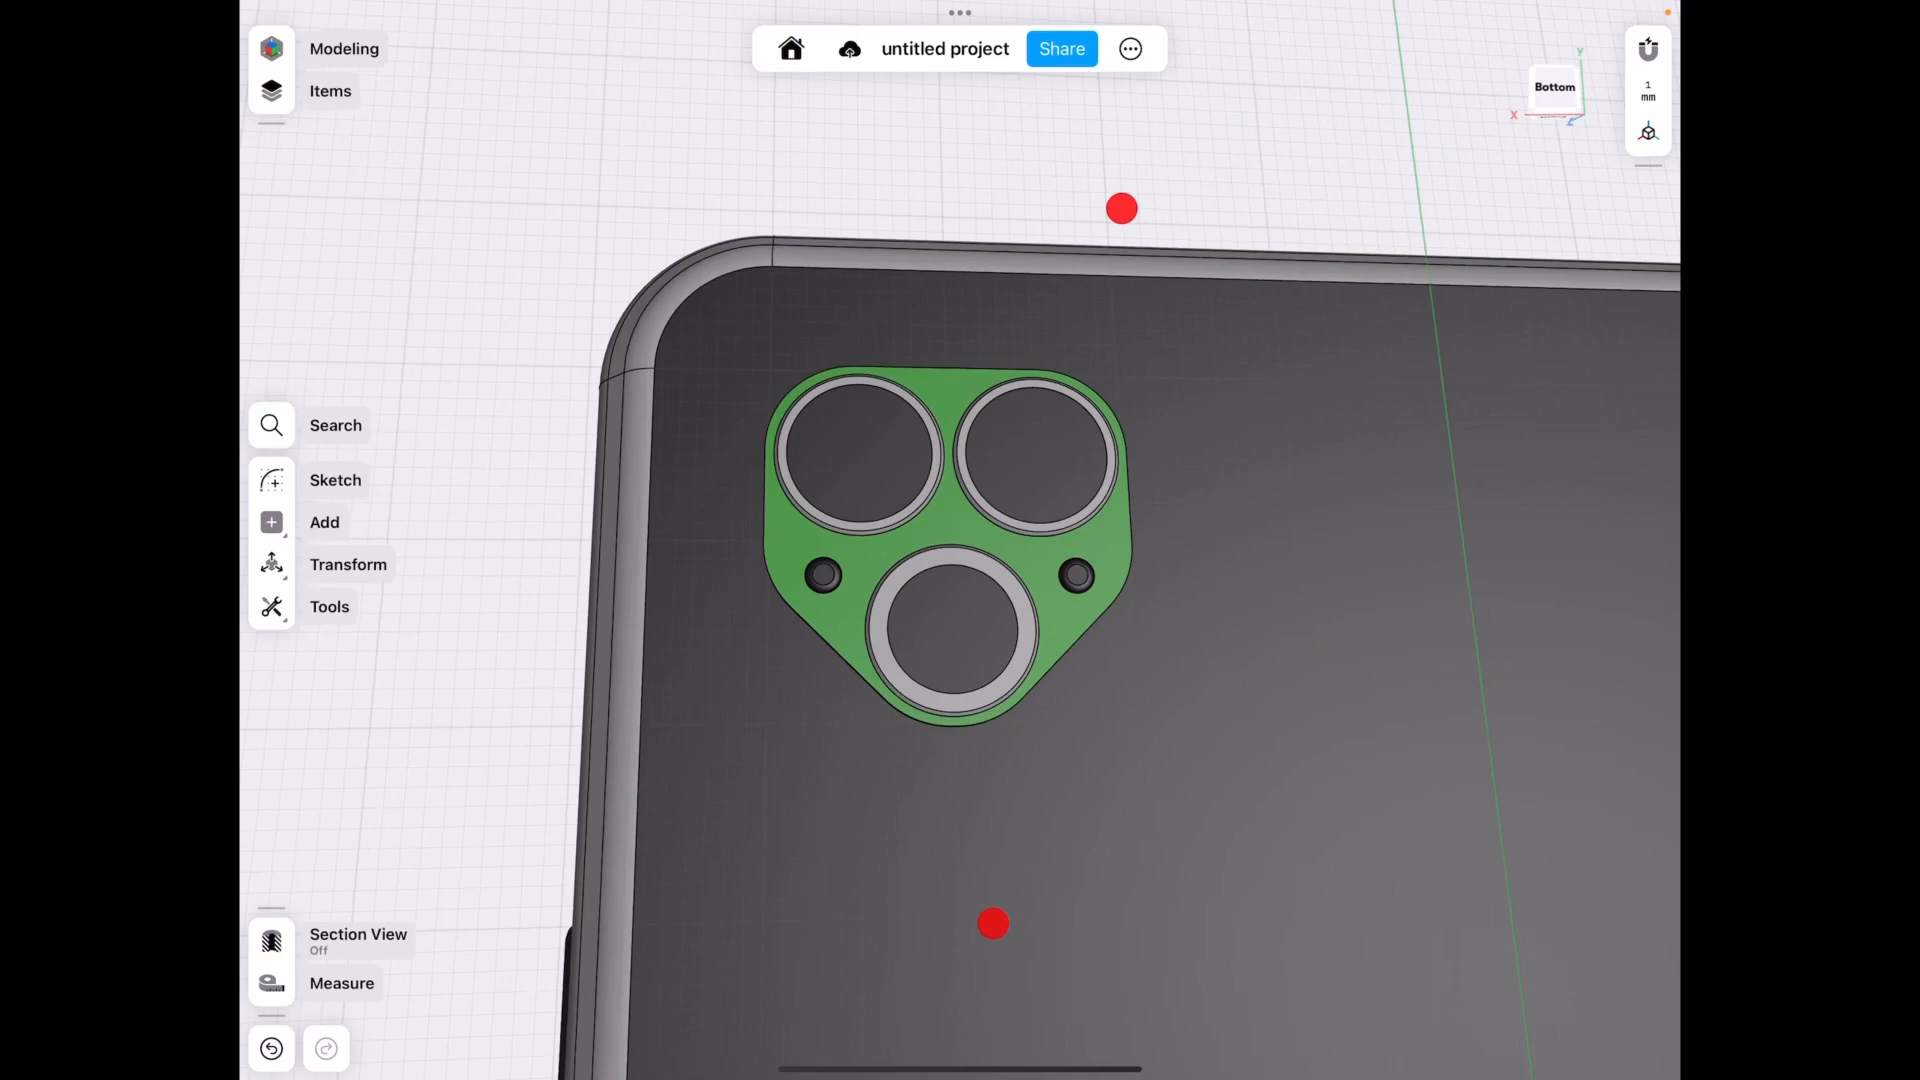 Modeling
Items
untitled project
Share
Y
Bottom
X
1
mm
Search
Sketch
Add
Transform
Tools
Section View
Off
Measure